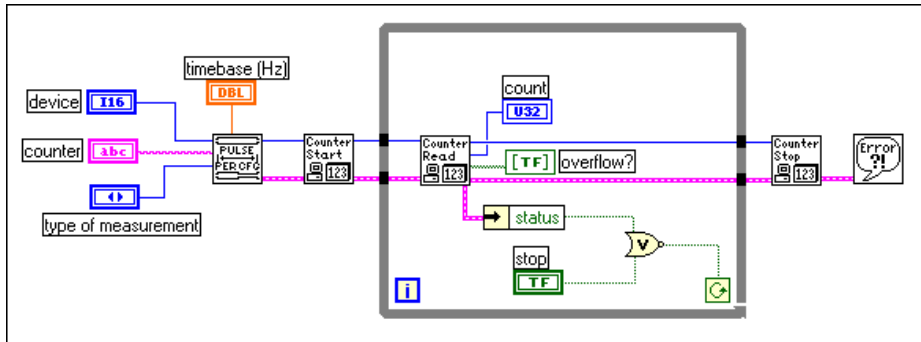 timebase (Hz)
DBL
device
I16
counter
abc
PULSE
PER CFG
type of measurement
Counter
Start
123
Counter
Read
123
count
U32
[TF]
overflow?
status
stop
TF
V
i
Counter
Stop
123
Error
?!